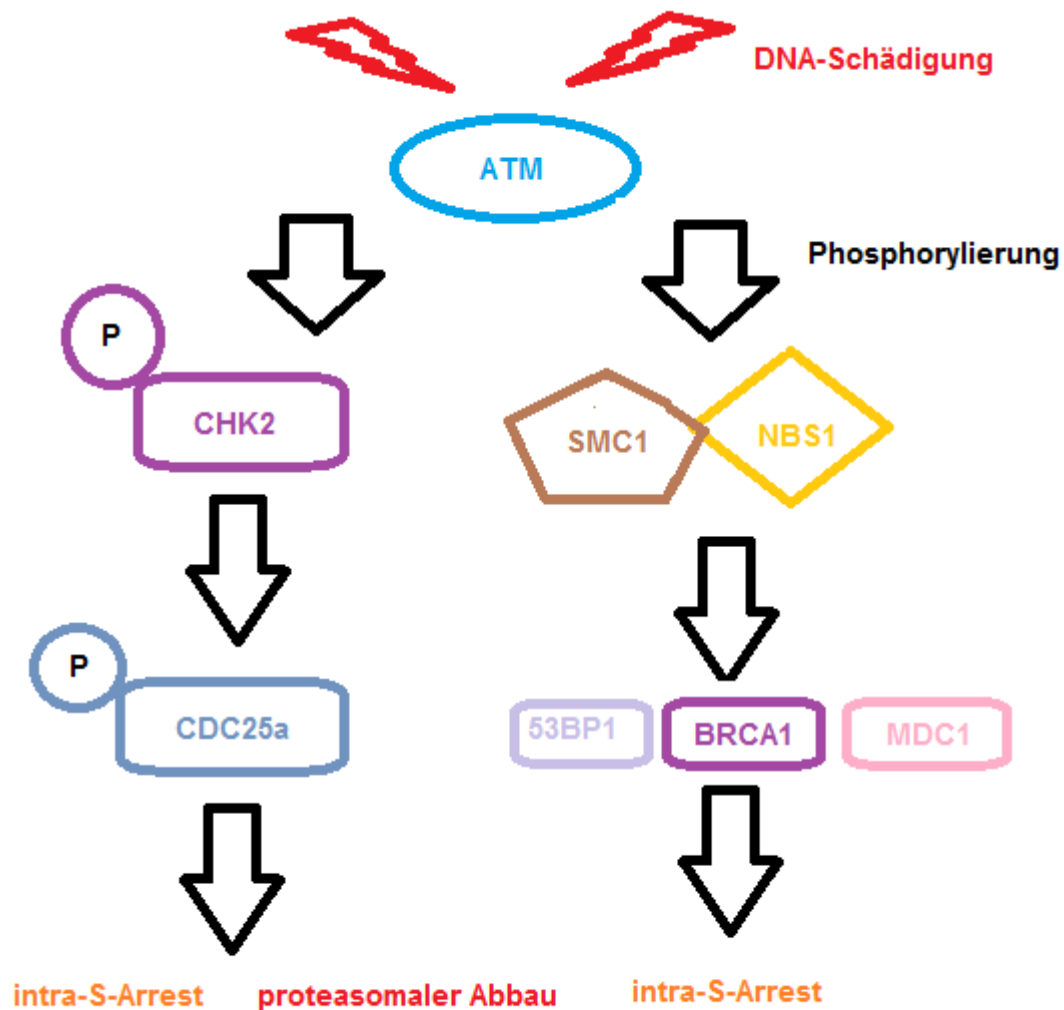 DNA-Schädigung
ATM
Phosphorylierung
P
CHK2
SMC1
NBS1
P
CDC25a
53BP1
BRCA1
MDC1
intra-S-Arrest
proteasomaler Abbau
intra-S-Arrest